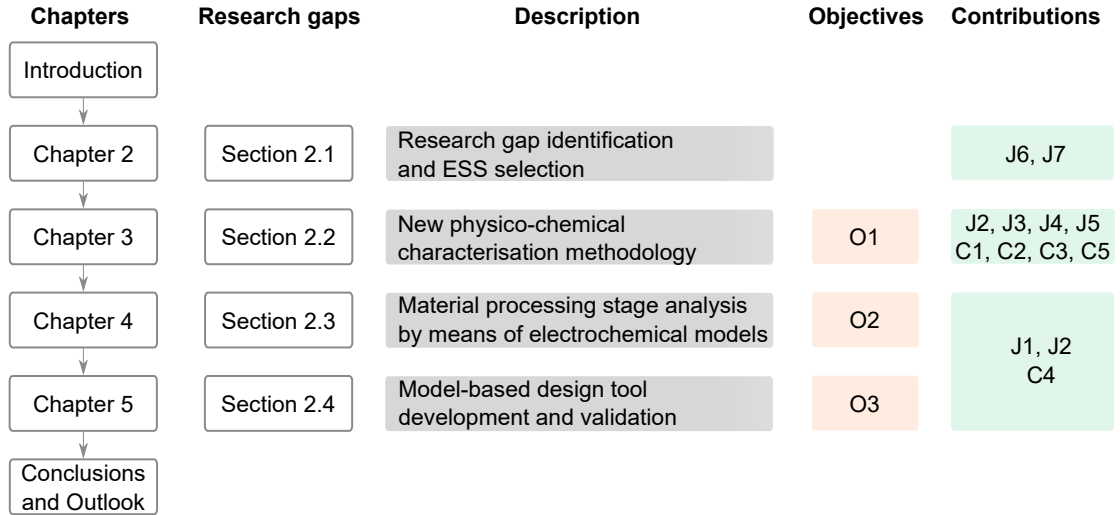 Chapters Research gaps Description Objectives Contributions
Introduction
Chapter 2 Section 2.1 Research gap identification
and ESS selection J6, J7
Chapter 3 Section 2.2 New physico-chemical
characterisation methodology O1 J2, J3, J4, J5
C1, C2, C3, C5
Chapter 4 Section 2.3 Material processing stage analysis
by means of electrochemical models O2
J1, J2
C4
Chapter 5 Section 2.4 Model-based design tool
development and validation O3
Conclusions
and Outlook